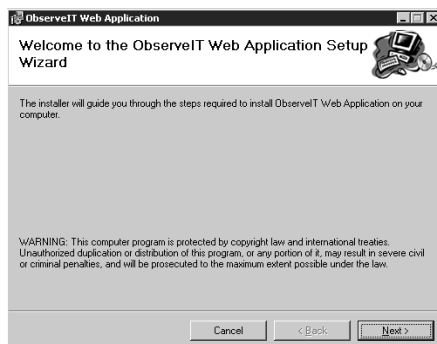 ObserveIT Web Application
Welcome to the ObserveIT Web Application Setup
Wizard
The installer will guide you through the steps required to install ObserveIT Web Application on your
computer.
WARNING: This computer program is protected by copyright law and international treaties.
Unauthorized duplication or distribution of this program, or any portion of it, may result in severe civil
or criminal penalties, and will be prosecuted to the maximum extent possible under the law.
Cancel < Back Next >